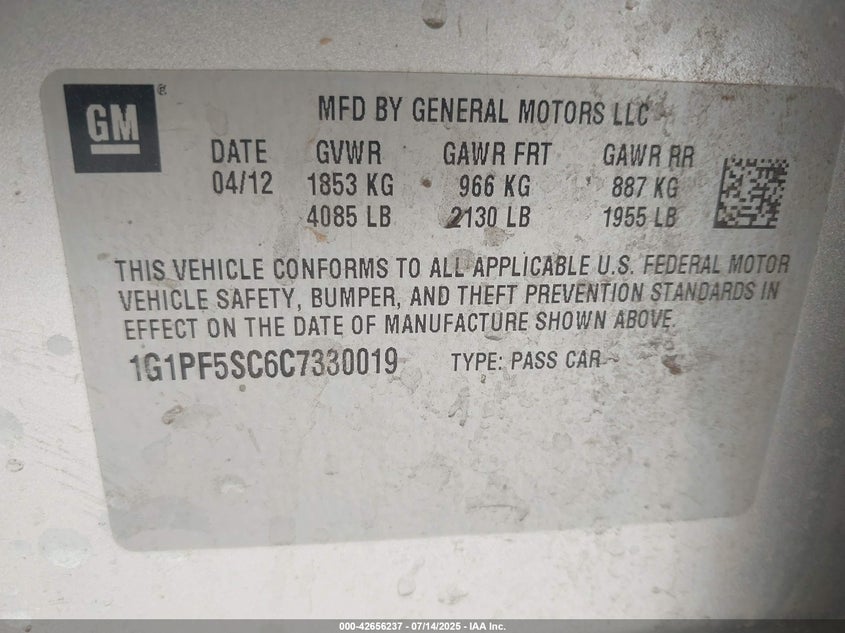 GM ®
MFD BY GENERAL MOTORS LLC
DATE GVWR GAWR FRT GAWR RR
04/12 1853 KG 966 KG 887 KG
4085 LB 2130 LB 1955 LB
THIS VEHICLE CONFORMS TO ALL APPLICABLE U.S. FEDERAL MOTOR
VEHICLE SAFETY, BUMPER, AND THEFT PREVENTION STANDARDS IN
EFFECT ON THE DATE OF MANUFACTURE SHOWN ABOVE.
1G1PF5SC6C7330019 TYPE: PASS CAR
000-42656237 - 07/14/2025 - IAA Inc.